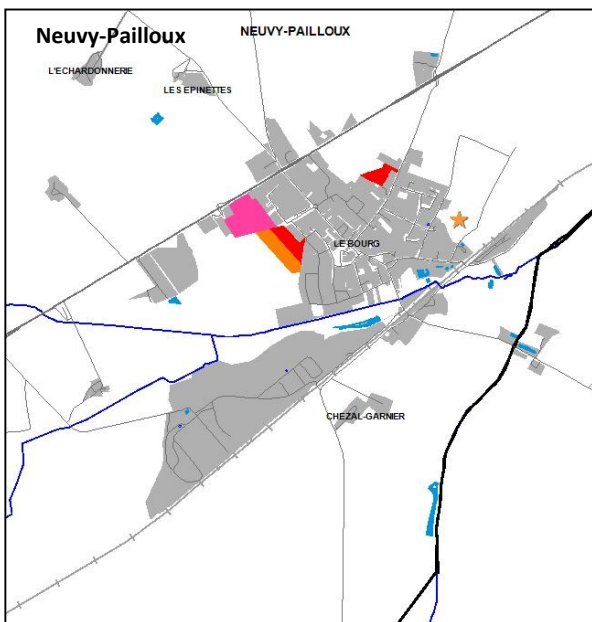 Neuvy-Pailloux
NEUVY-PAILLOUX
L'ECHARDONNERIE
LES EPINETTES
LE BOURG
CHEZAL-GARNIER